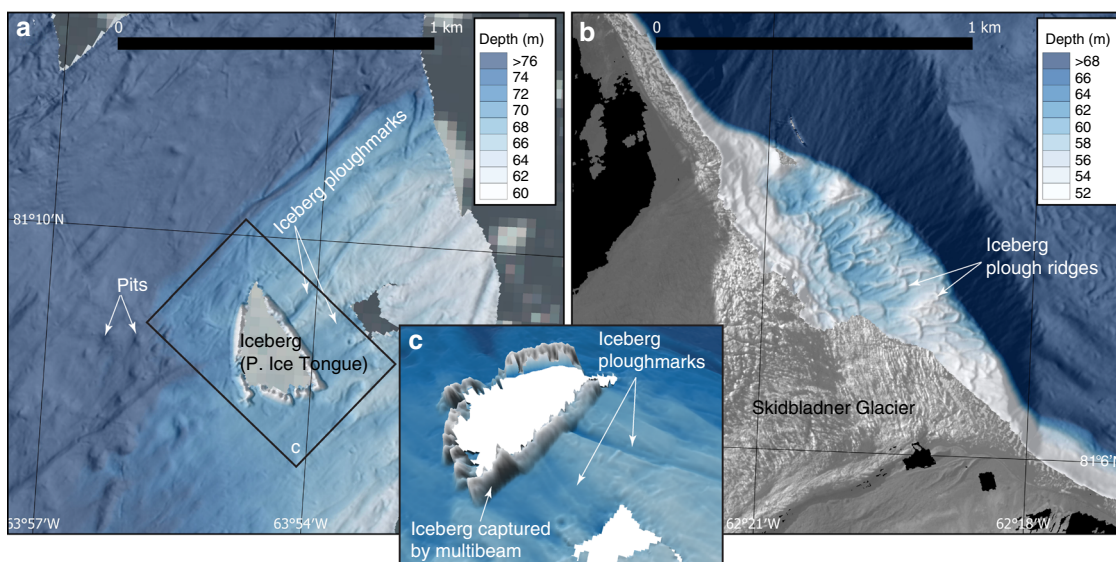 a
0
1 km
Depth (m)
>76
74
72
70
68
66
64
62
60
Iceberg ploughmarks
81°10'N
Pits
Iceberg
(P. Ice Tongue)
c
63°57'W
63°54'W
b
0
1 km
Depth (m)
>68
66
64
62
60
58
56
54
52
Iceberg
plough ridges
Skidbladner Glacier
81°6'
62°21'W
62°18'W
c
Iceberg
ploughmarks
Iceberg captured
by multibeam